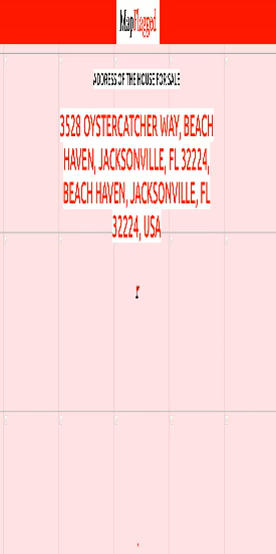 MapFlagged
ADDRESS OF THE HOUSE FOR SALE
3528 OYSTERCATCHER WAY, BEACH
HAVEN, JACKSONVILLE, FL 32224,
BEACH HAVEN, JACKSONVILLE, FL
32224, USA
r